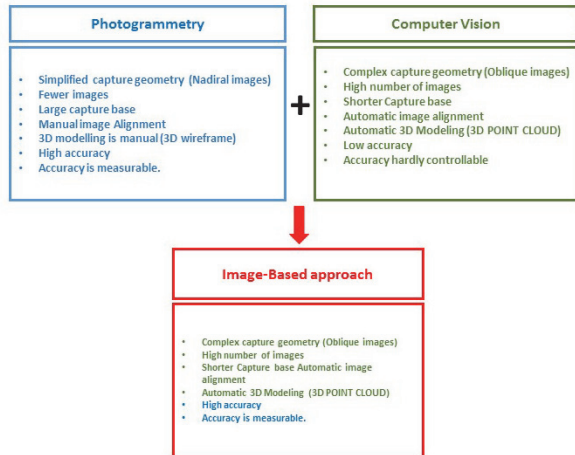 Photogrammetry
• Simplified capture geometry (Nadiral images)
• Fewer images
• Large capture base
• Manual image Alignment
• 3D modelling is manual (3D wireframe)
• High accuracy
• Accuracy is measurable.
+
Computer Vision
• Complex capture geometry (Oblique images)
• High number of images
• Shorter Capture base
• Automatic image alignment
• Automatic 3D Modeling (3D POINT CLOUD)
• Low accuracy
• Accuracy hardly controllable
Image-Based approach
• Complex capture geometry (Oblique images)
• High number of images
• Shorter Capture base Automatic image
alignment
• Automatic 3D Modeling (3D POINT CLOUD)
• High accuracy
• Accuracy is measurable.